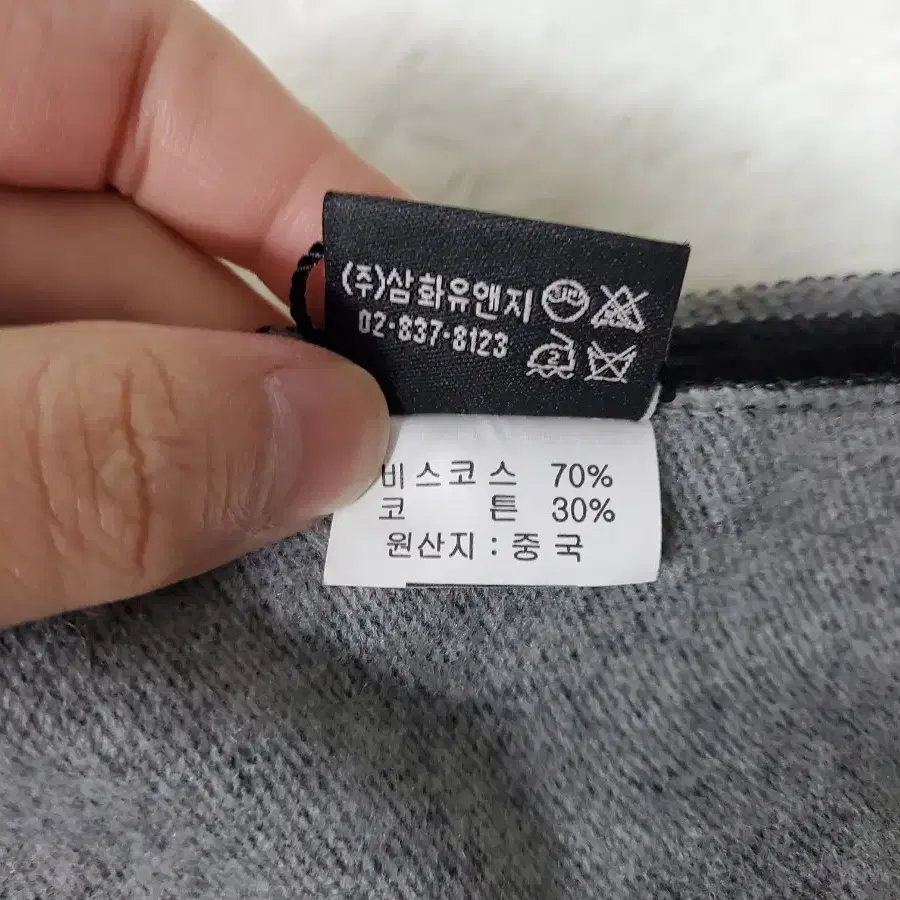 (주)삼화유앤지
02-837-8123
비스코스 70%
코 튼 30%
원산지 : 중 국